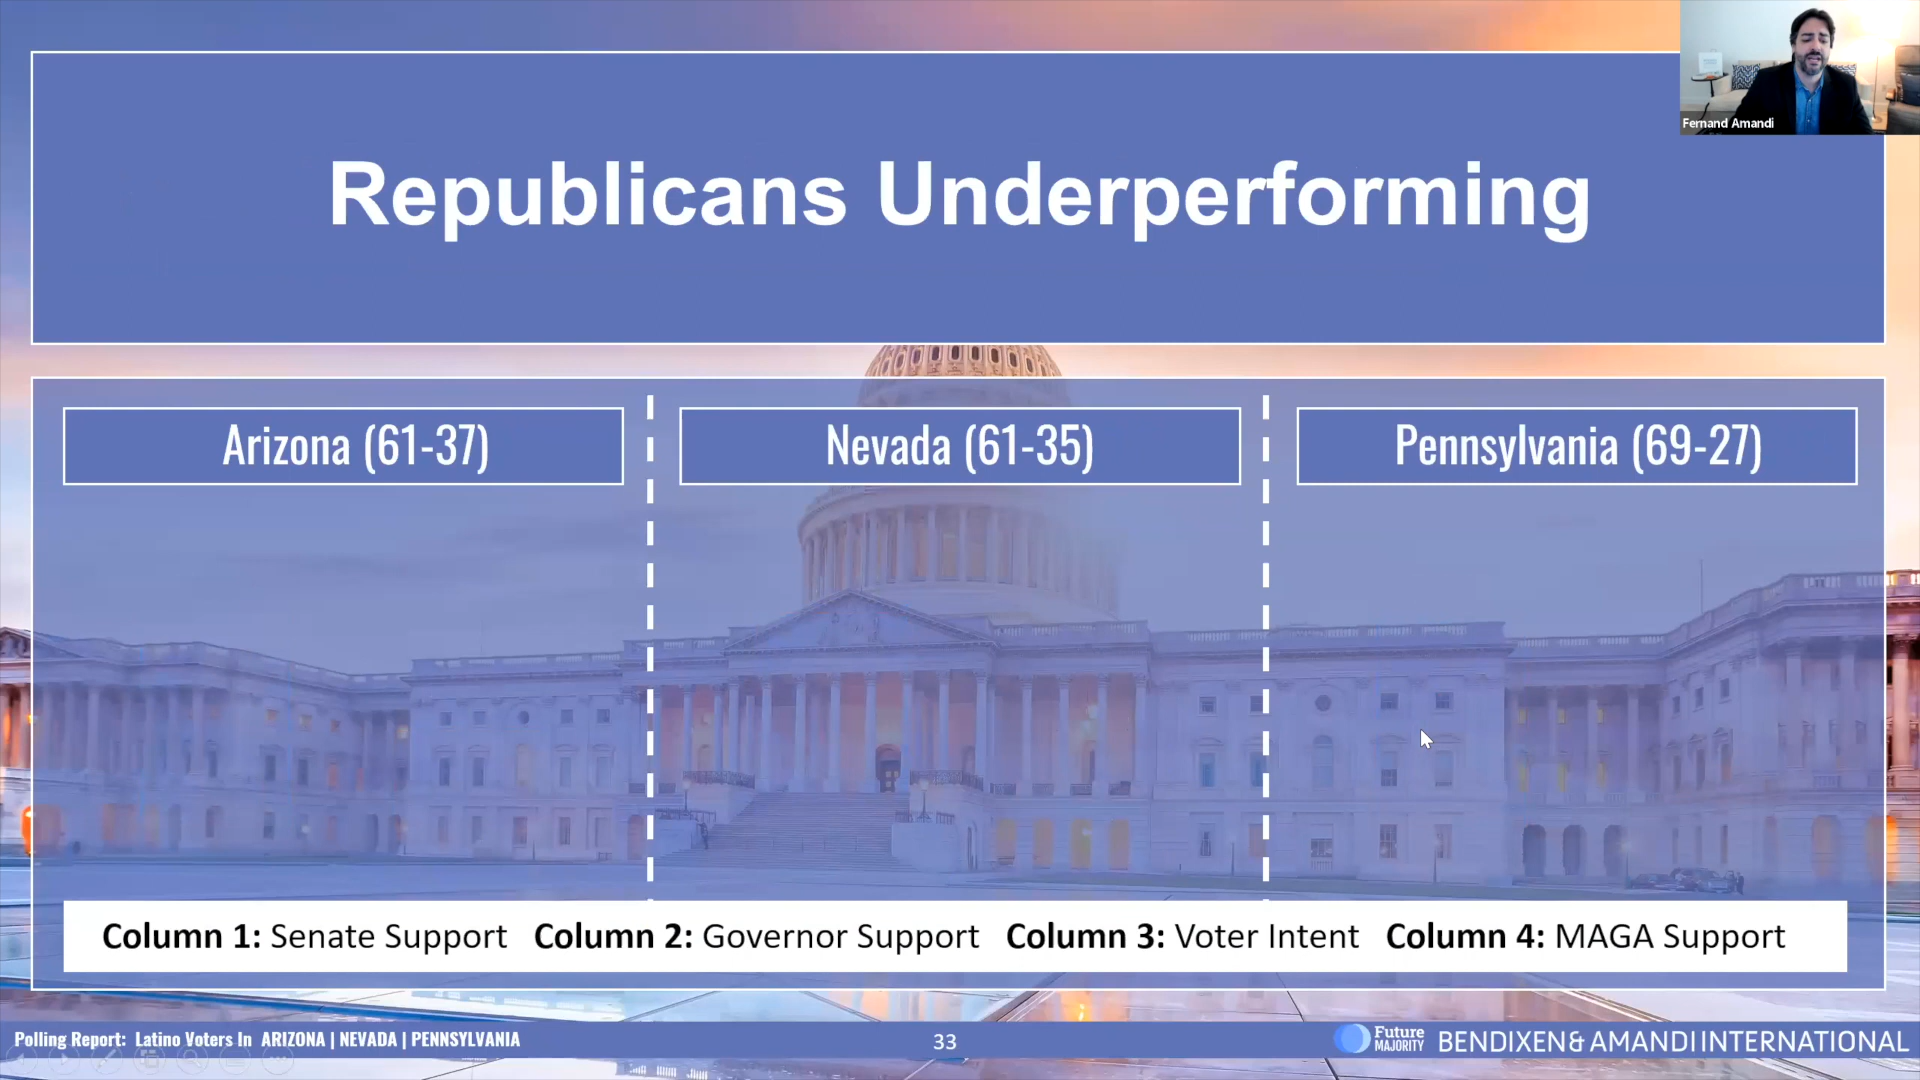 Fernand Amandi
Republicans Underperforming
Arizona (61-37)
Nevada (61-35)
Pennsylvania (69-27)
Column 1: Senate Support Column 2: Governor Support Column 3: Voter Intent Column 4: MAGA Support
Polling Report: Latino Voters In ARIZONA | NEVADA | PENNSYLVANIA
33
Future
MAJORITY
BENDIXEN & AMANDI INTERNATIONAL